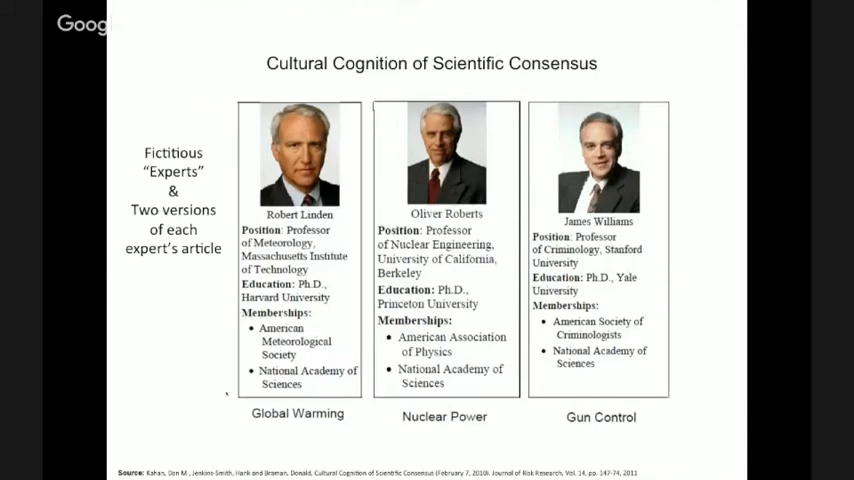 Goog
Cultural Cognition of Scientific Consensus
Fictitious
“Experts”
&
Two versions
of each
expert’s article
Robert Linden
Position: Professor
of Meteorology,
Massachusetts Institute
of Technology
Education: Ph.D.,
Harvard University
Memberships:
• American
Meteorological
Society
• National Academy of
Sciences
Global Warming
Oliver Roberts
Position: Professor
of Nuclear Engineering,
University of California,
Berkeley
Education: Ph.D.,
Princeton University
Memberships:
• American Association
of Physics
• National Academy of
Sciences
Nuclear Power
James Williams
Position: Professor
of Criminology, Stanford
University
Education: Ph.D., Yale
University
Memberships:
• American Society of
Criminologists
• National Academy of
Sciences
Gun Control
Source: Kahan, Dan M., Jenkins-Smith, Hank and Braman, Donald, Cultural Cognition of Scientific Consensus (February 7, 2010). Journal of Risk Research, Vol. 14, pp. 147-74, 2011